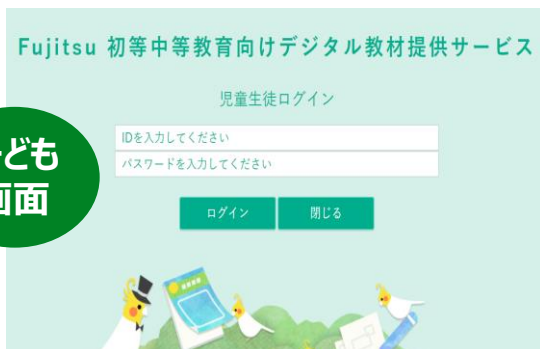 Fujitsu 初等中等教育向けデジタル教材提供サービス
児童生徒ログイン
IDを入力してください
パスワードを入力してください
ども
画面
ログイン 閉じる